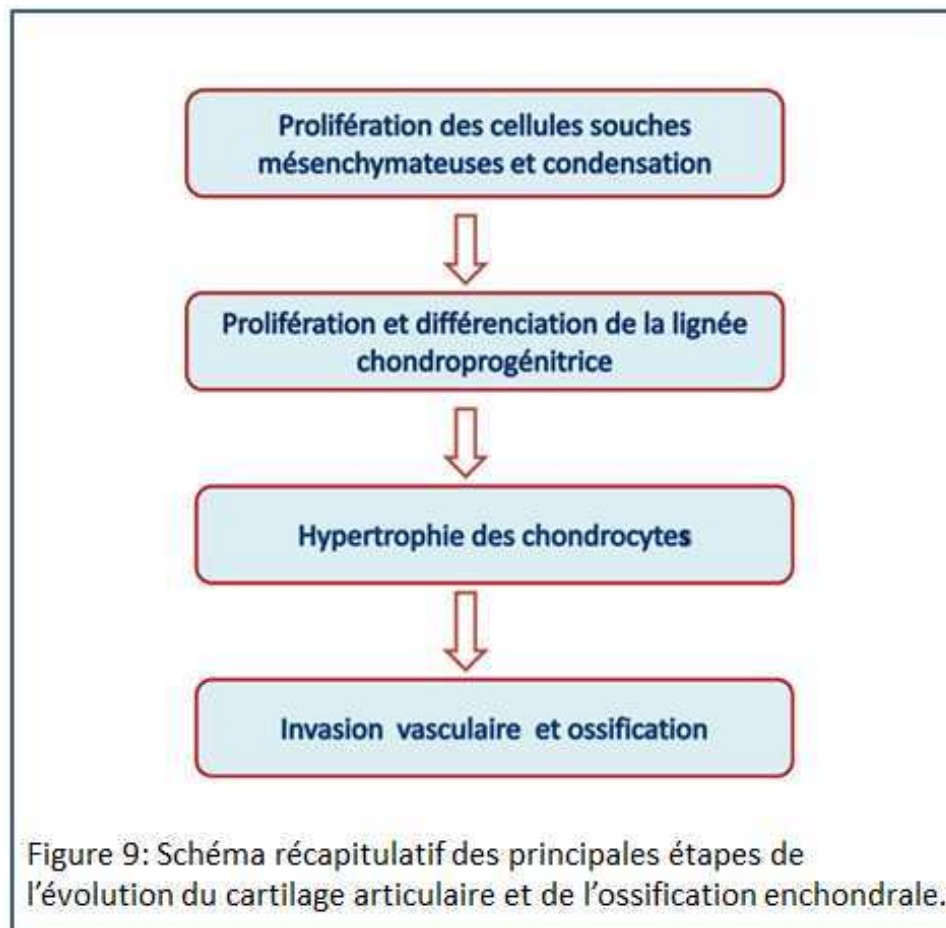 Prolifération des cellules souches
mésenchymateuses et condensation
Prolifération et différenciation de la lignée
chondroprogénitrice
Hypertrophie des chondrocytes
Invasion vasculaire et ossification
Figure 9: Schéma récapitulatif des principales étapes de
l'évolution du cartilage articulaire et de l'ossification enchondrale.